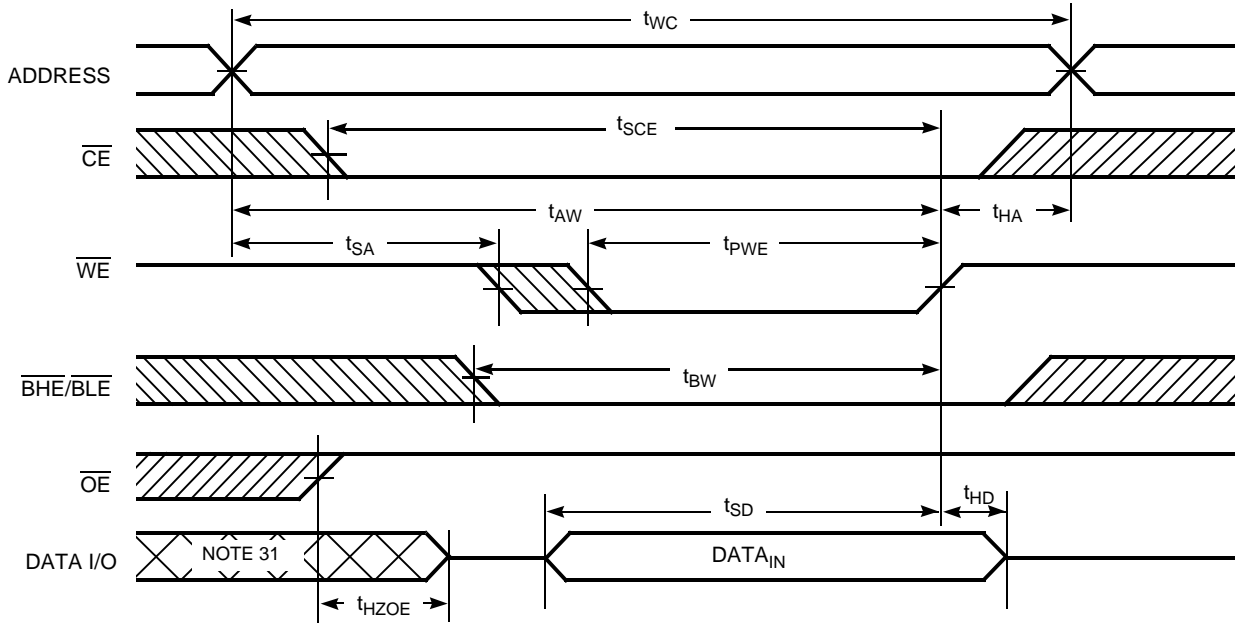 tWC
ADDRESS
tSCE
CE
tAW
tHA
tSA
tPWE
WE
tBW
BHE/BLE
OE
tSD
tHD
DATA I/O
NOTE 31
DATAIN
tHZOE